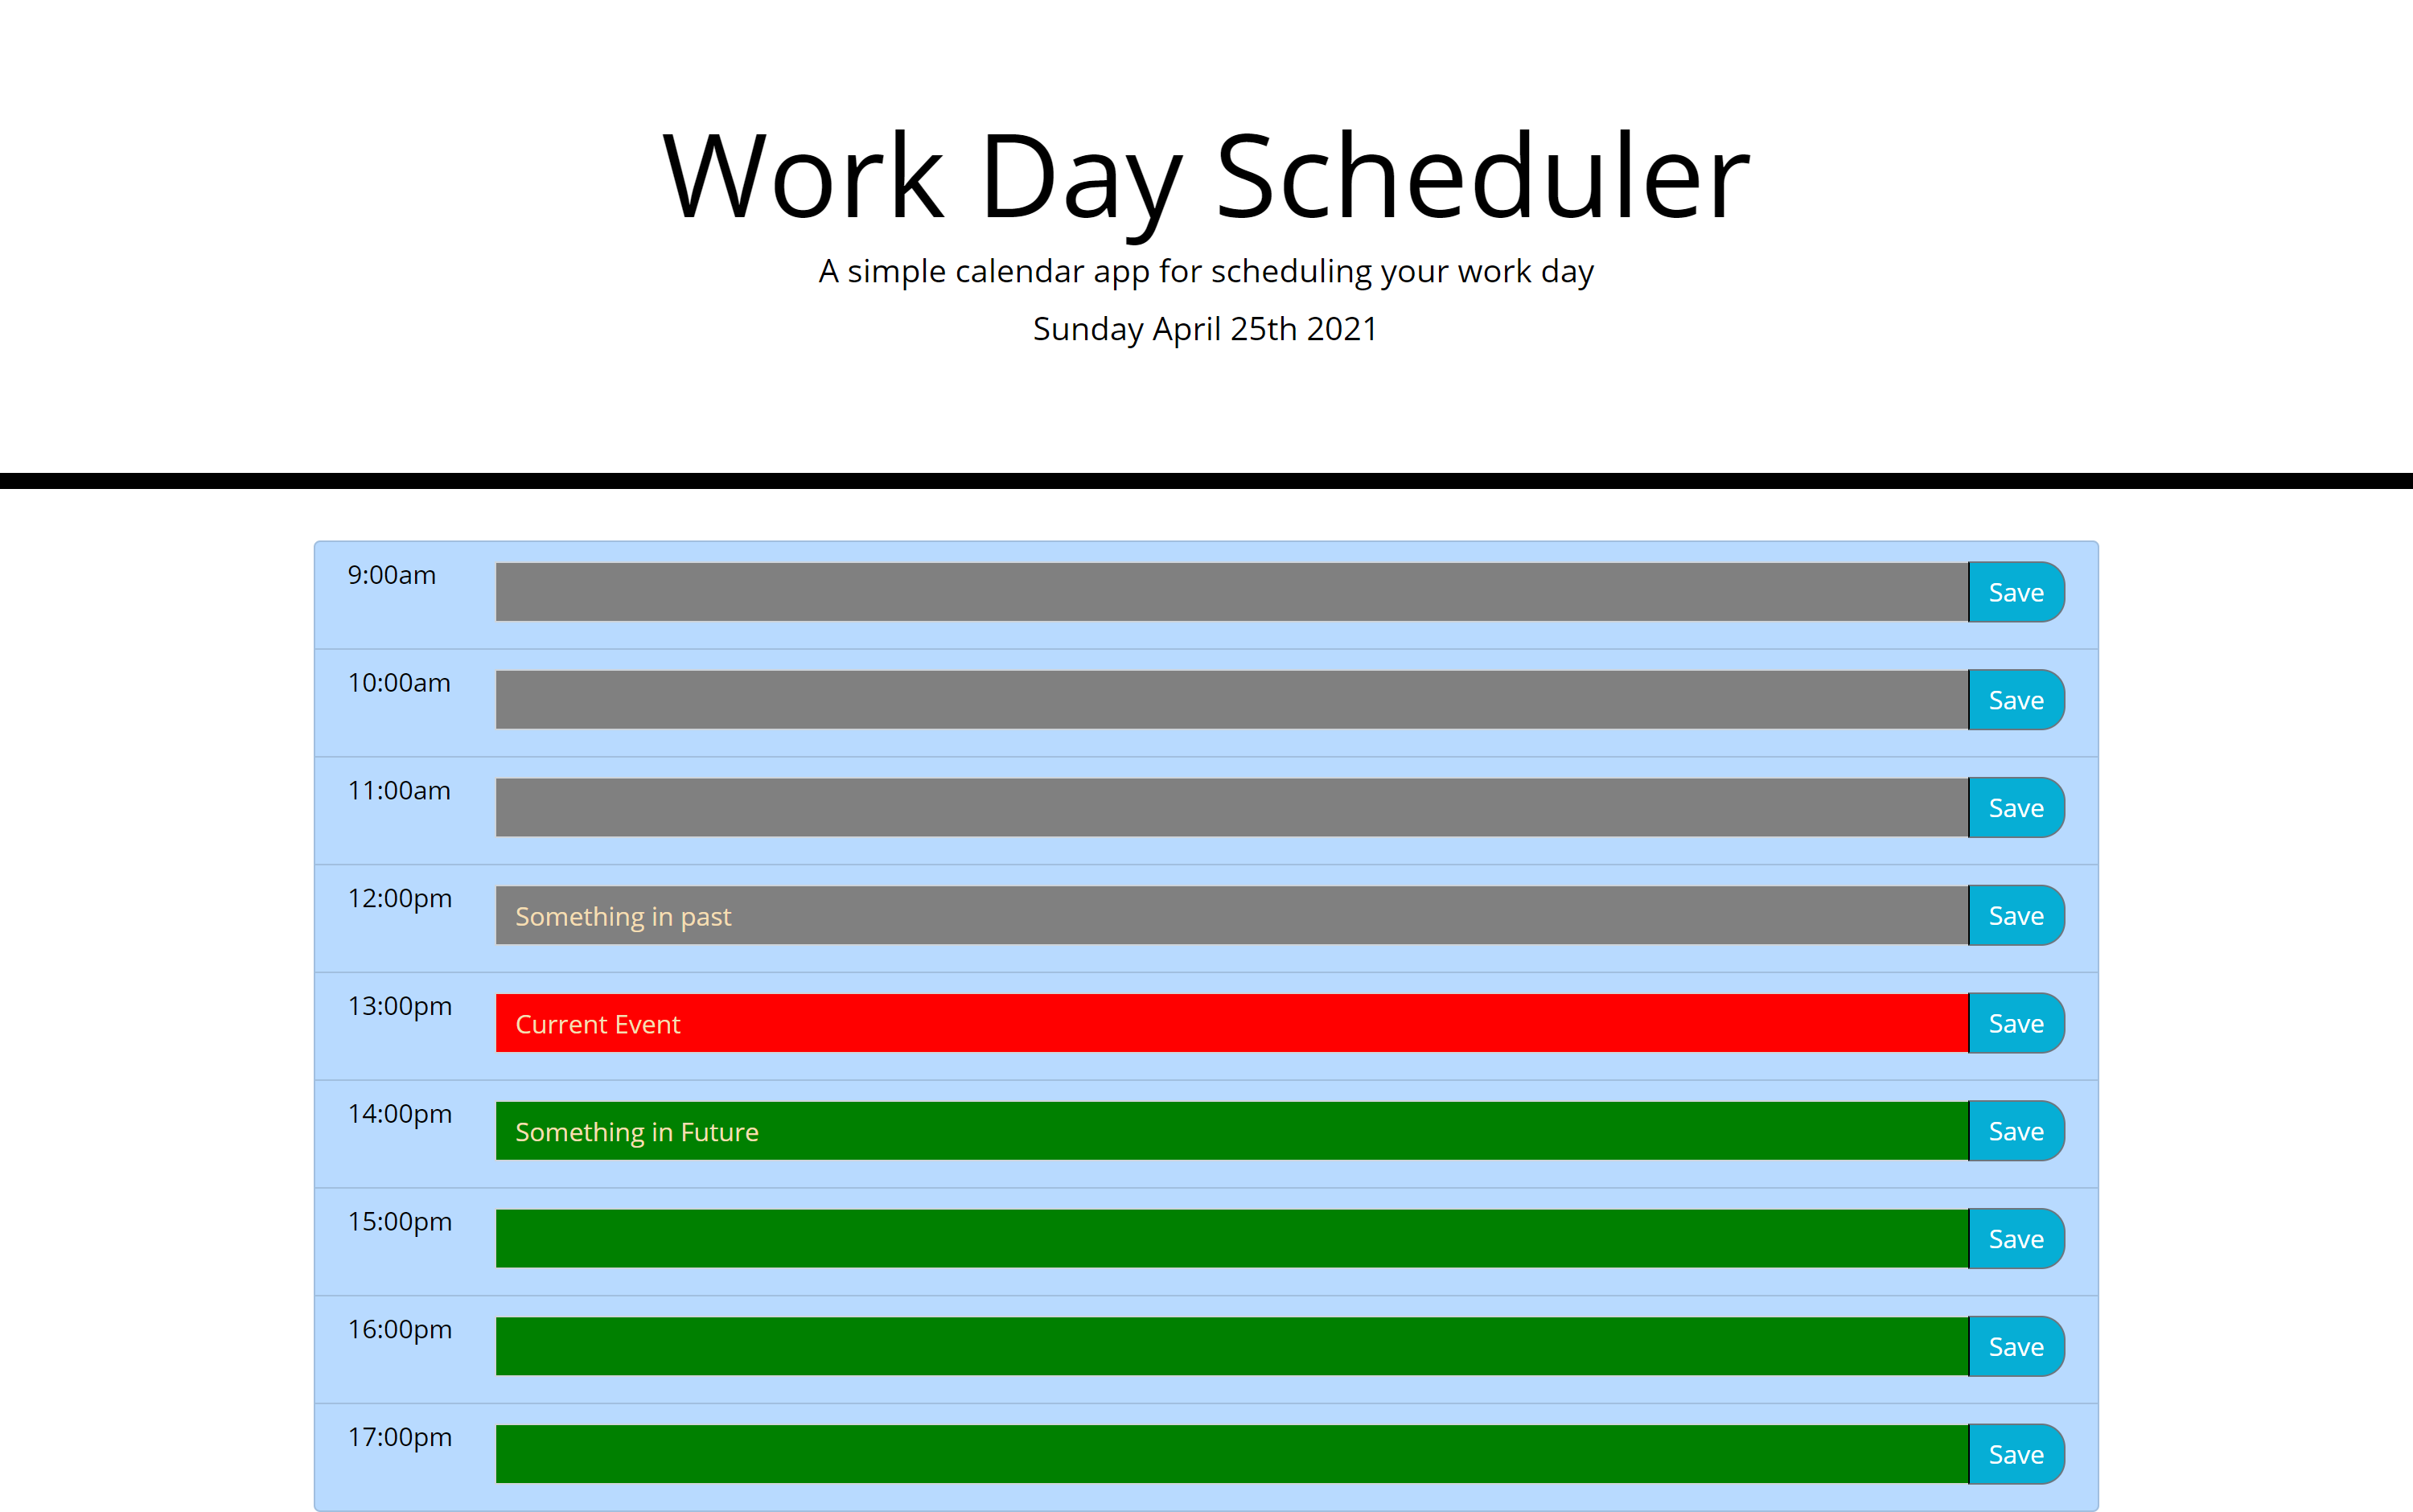 Work Day Scheduler
A simple calendar app for scheduling your work day
Sunday April 25th 2021
9:00am Save
10:00am Save
11:00am Save
12:00pm Something in past Save
13:00pm Current Event Save
14:00pm Something in Future Save
15:00pm Save
16:00pm Save
17:00pm Save